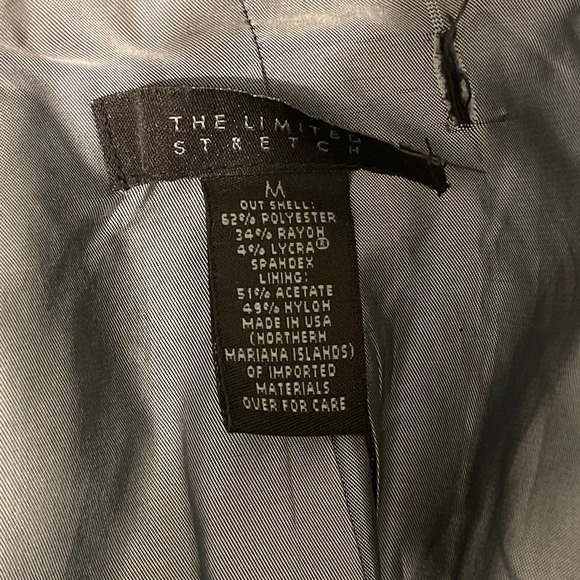 THE LIMITED
STRETCH
M
OUT SHELL:
62% POLYESTER
34% RAYON
4% LYCRA®
SPANDEX
LINING:
51% ACETATE
49% NYLON
MADE IN USA
(NORTHERN
MARIANA ISLANDS)
OF IMPORTED
MATERIALS
OVER FOR CARE